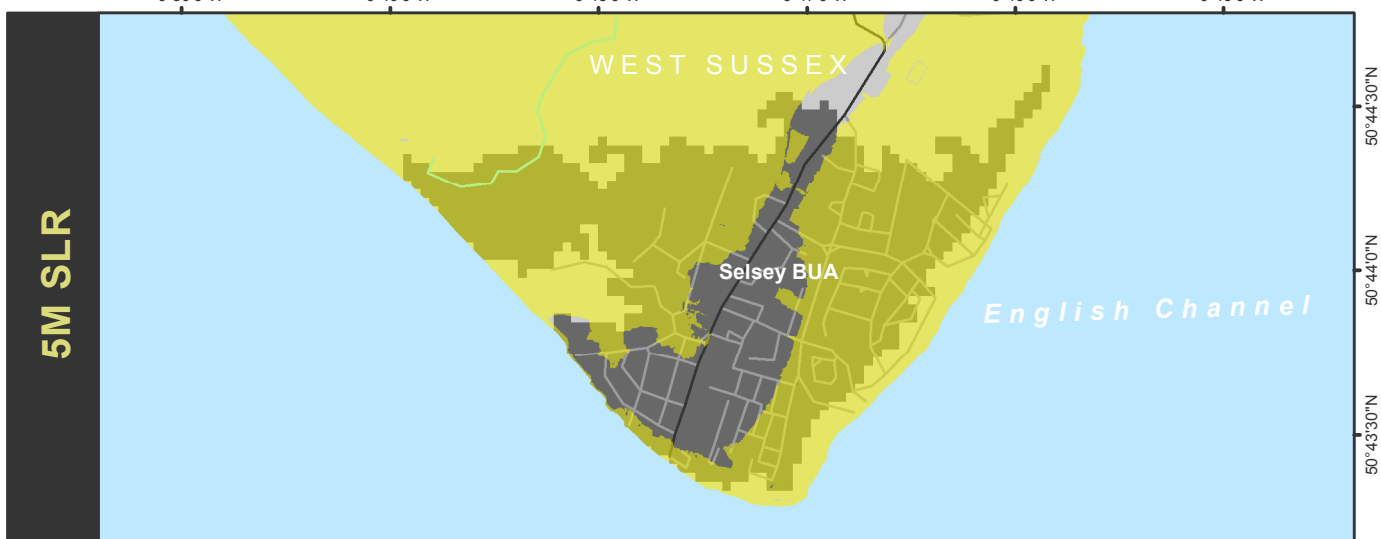 WEST SUSSEX
50°44'30"N
5M SLR
Selsey BUA
50°44'0"N
English Channel
50°43'30"N